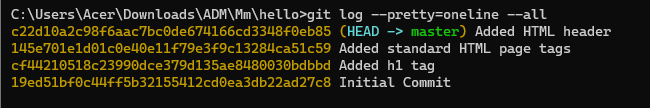 C:\Users\Acer\Downloads\ADM\Mm\hello>git log --pretty=oneline --all
c22d10a2c98f6aac7bc0de674166cd3348f0eb85 (HEAD -> master) Added HTML header
145e701e1d01c0e40e11f79e3f9c13284ca51c59 Added standard HTML page tags
cf44210518c23990dce379d135ae8480030bdbbd Added h1 tag
19ed51bf0c44ff5b32155412cd0ea3db22ad27c8 Initial Commit